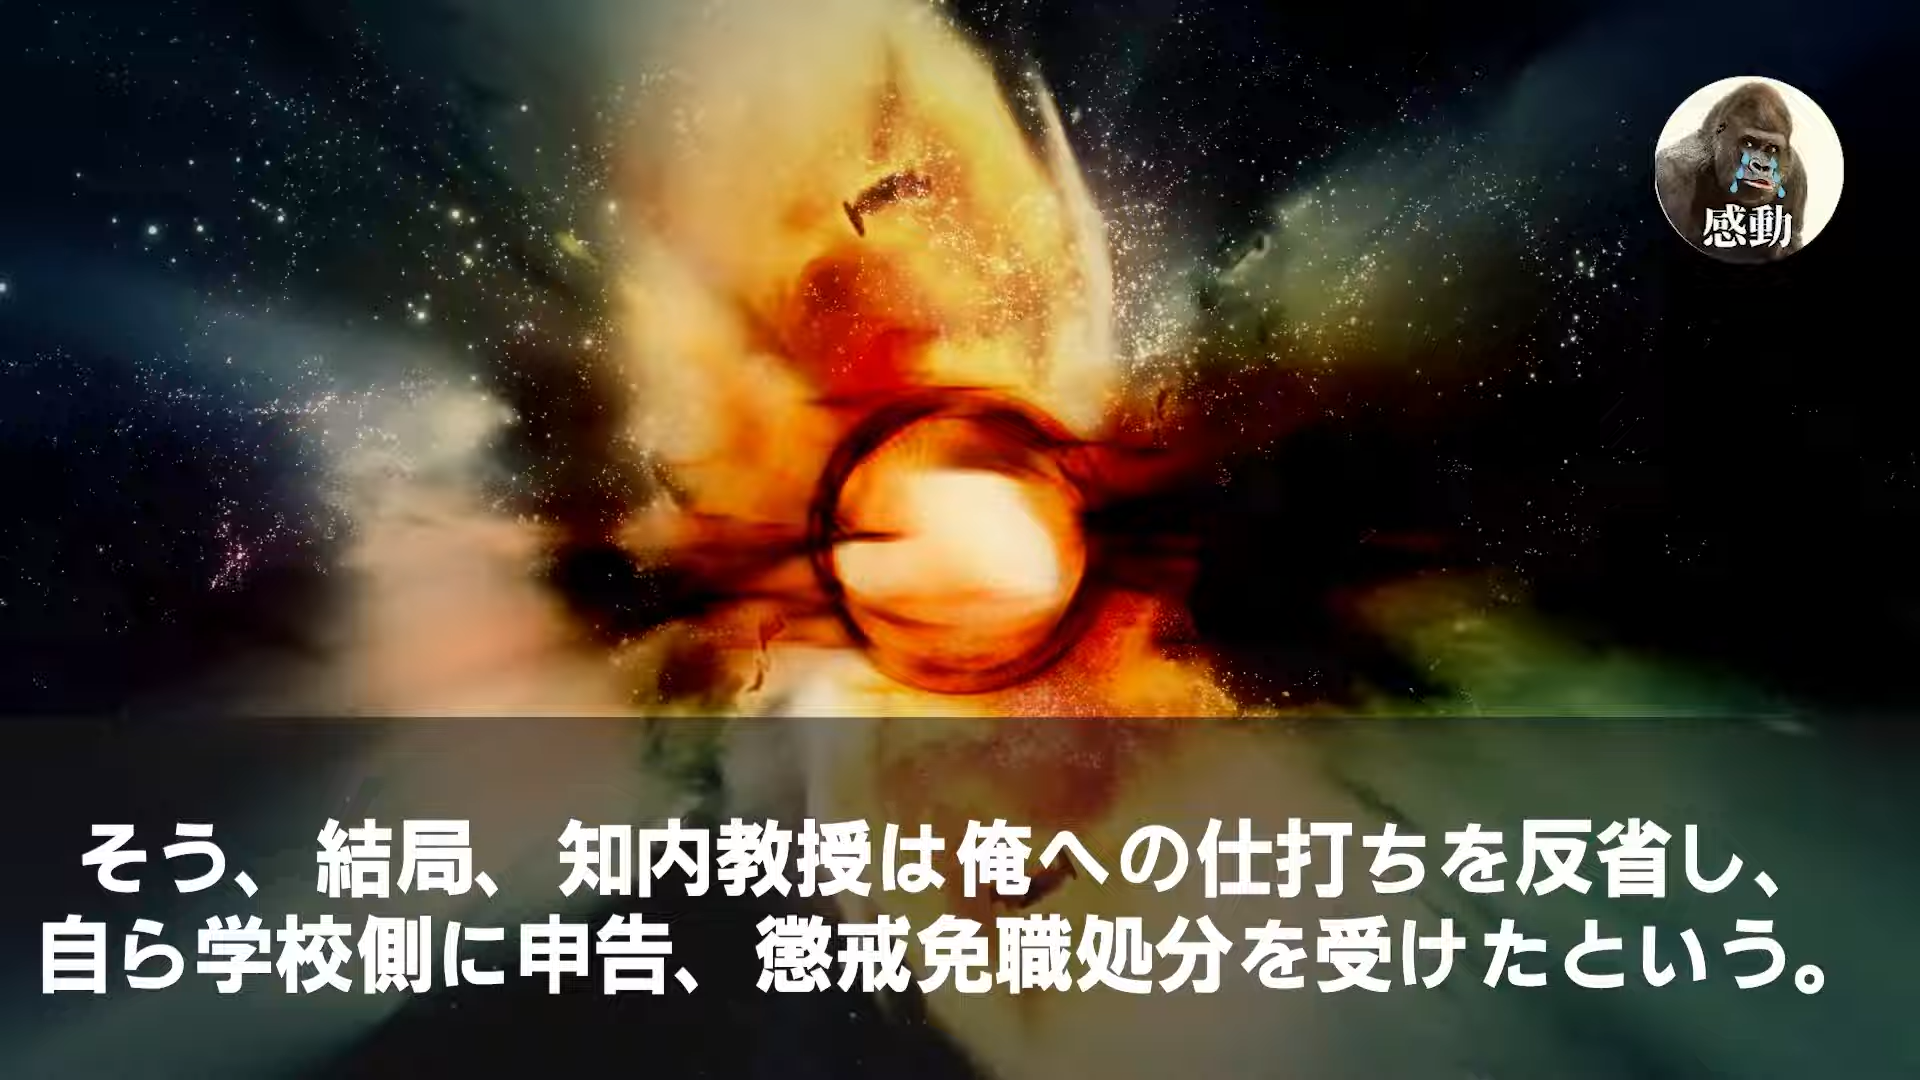 感動
そう、結局、知内教授は俺への仕打ちを反省し、
自ら学校側に申告、懲戒免職処分を受けたという。